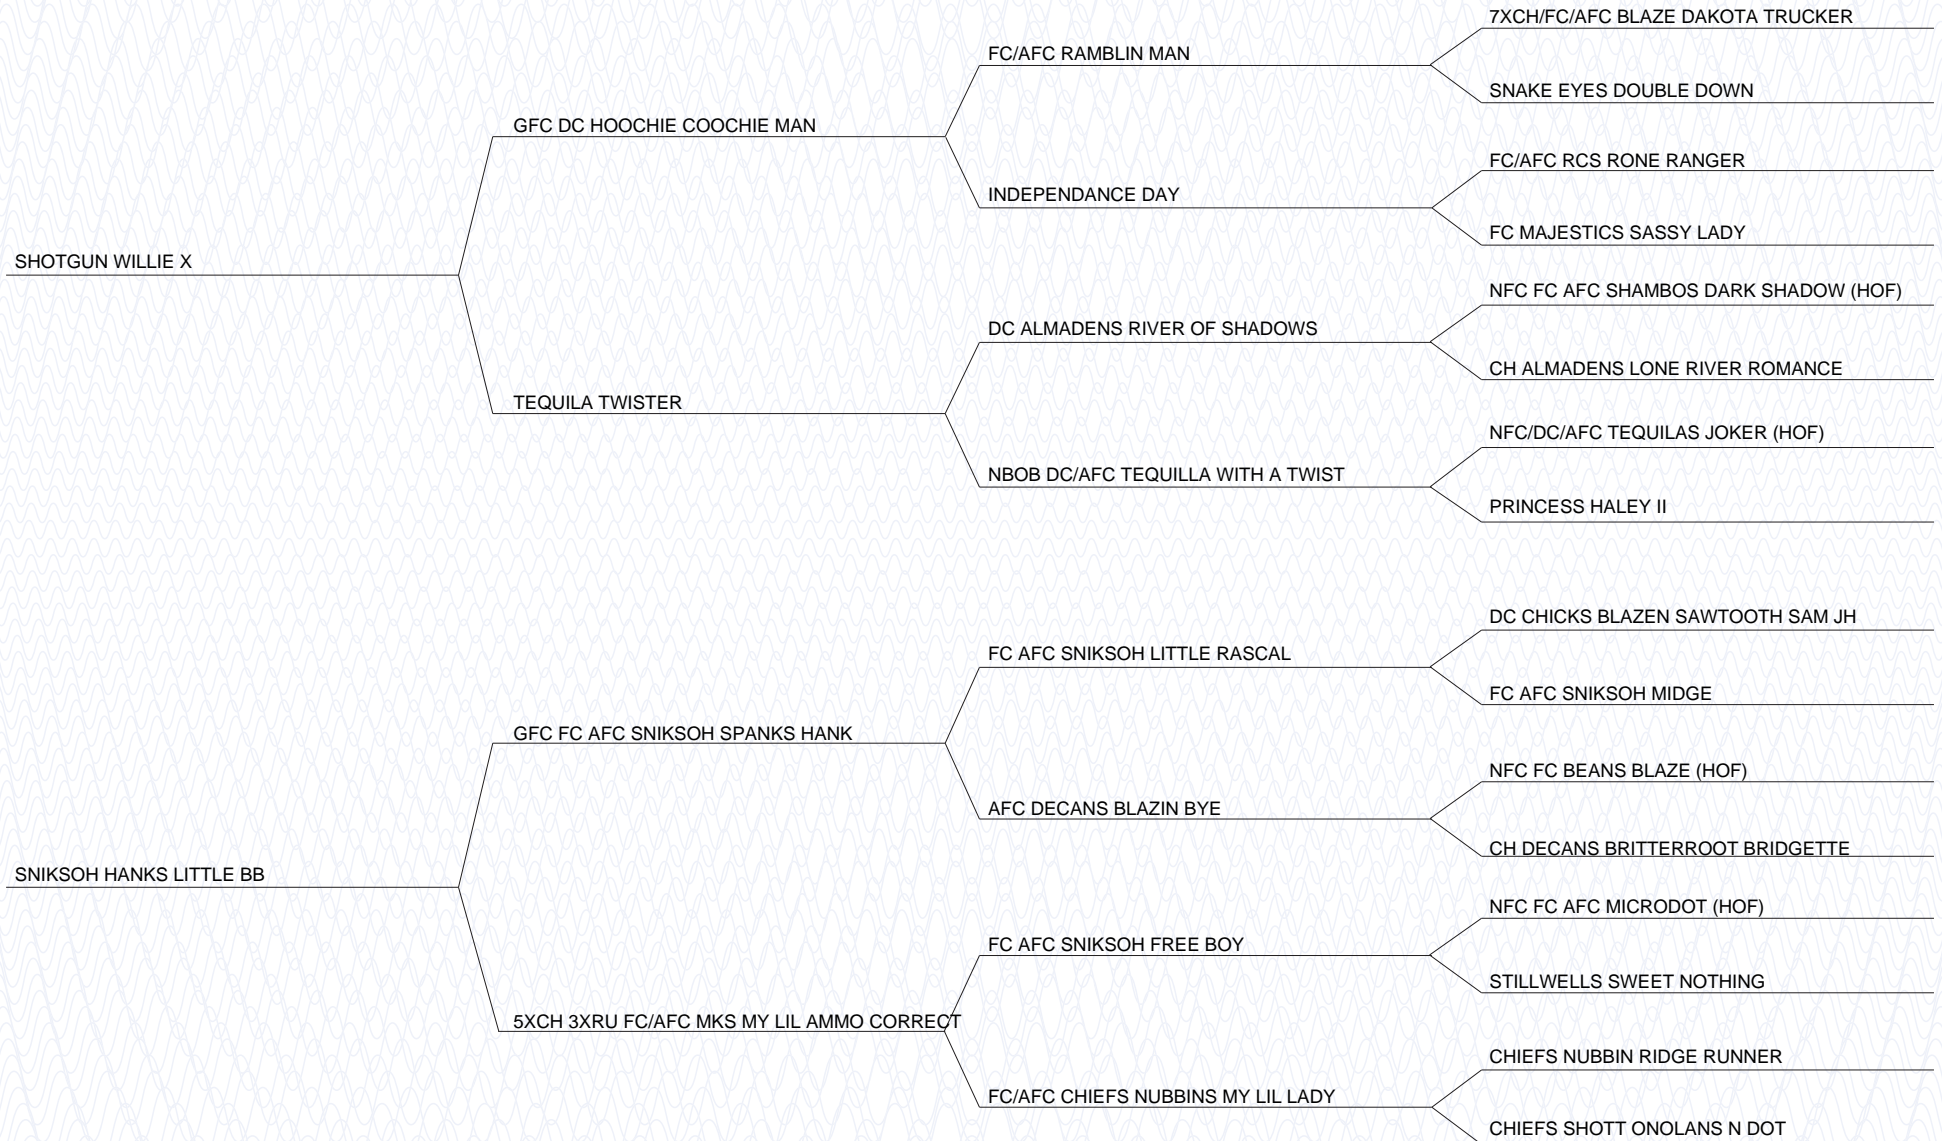 7XCH/FC/AFC BLAZE DAKOTA TRUCKER
FC/AFC RAMBLIN MAN
SNAKE EYES DOUBLE DOWN
GFC DC HOOCHIE COOCHIE MAN
FC/AFC RCS RONE RANGER
INDEPENDANCE DAY
FC MAJESTICS SASSY LADY
SHOTGUN WILLIE X
NFC FC AFC SHAMBOS DARK SHADOW (HOF)
DC ALMADENS RIVER OF SHADOWS
CH ALMADENS LONE RIVER ROMANCE
TEQUILA TWISTER
NFC/DC/AFC TEQUILAS JOKER (HOF)
NBOB DC/AFC TEQUILLA WITH A TWIST
PRINCESS HALEY II
DC CHICKS BLAZEN SAWTOOTH SAM JH
FC AFC SNIKSOH LITTLE RASCAL
FC AFC SNIKSOH MIDGE
GFC FC AFC SNIKSOH SPANKS HANK
NFC FC BEANS BLAZE (HOF)
AFC DECANS BLAZIN BYE
CH DECANS BRITTERROOT BRIDGETTE
SNIKSOH HANKS LITTLE BB
NFC FC AFC MICRODOT (HOF)
FC AFC SNIKSOH FREE BOY
STILLWELLS SWEET NOTHING
5XCH 3XRU FC/AFC MKS MY LIL AMMO CORRECT
CHIEFS NUBBIN RIDGE RUNNER
FC/AFC CHIEFS NUBBINS MY LIL LADY
CHIEFS SHOTT ONOLANS N DOT